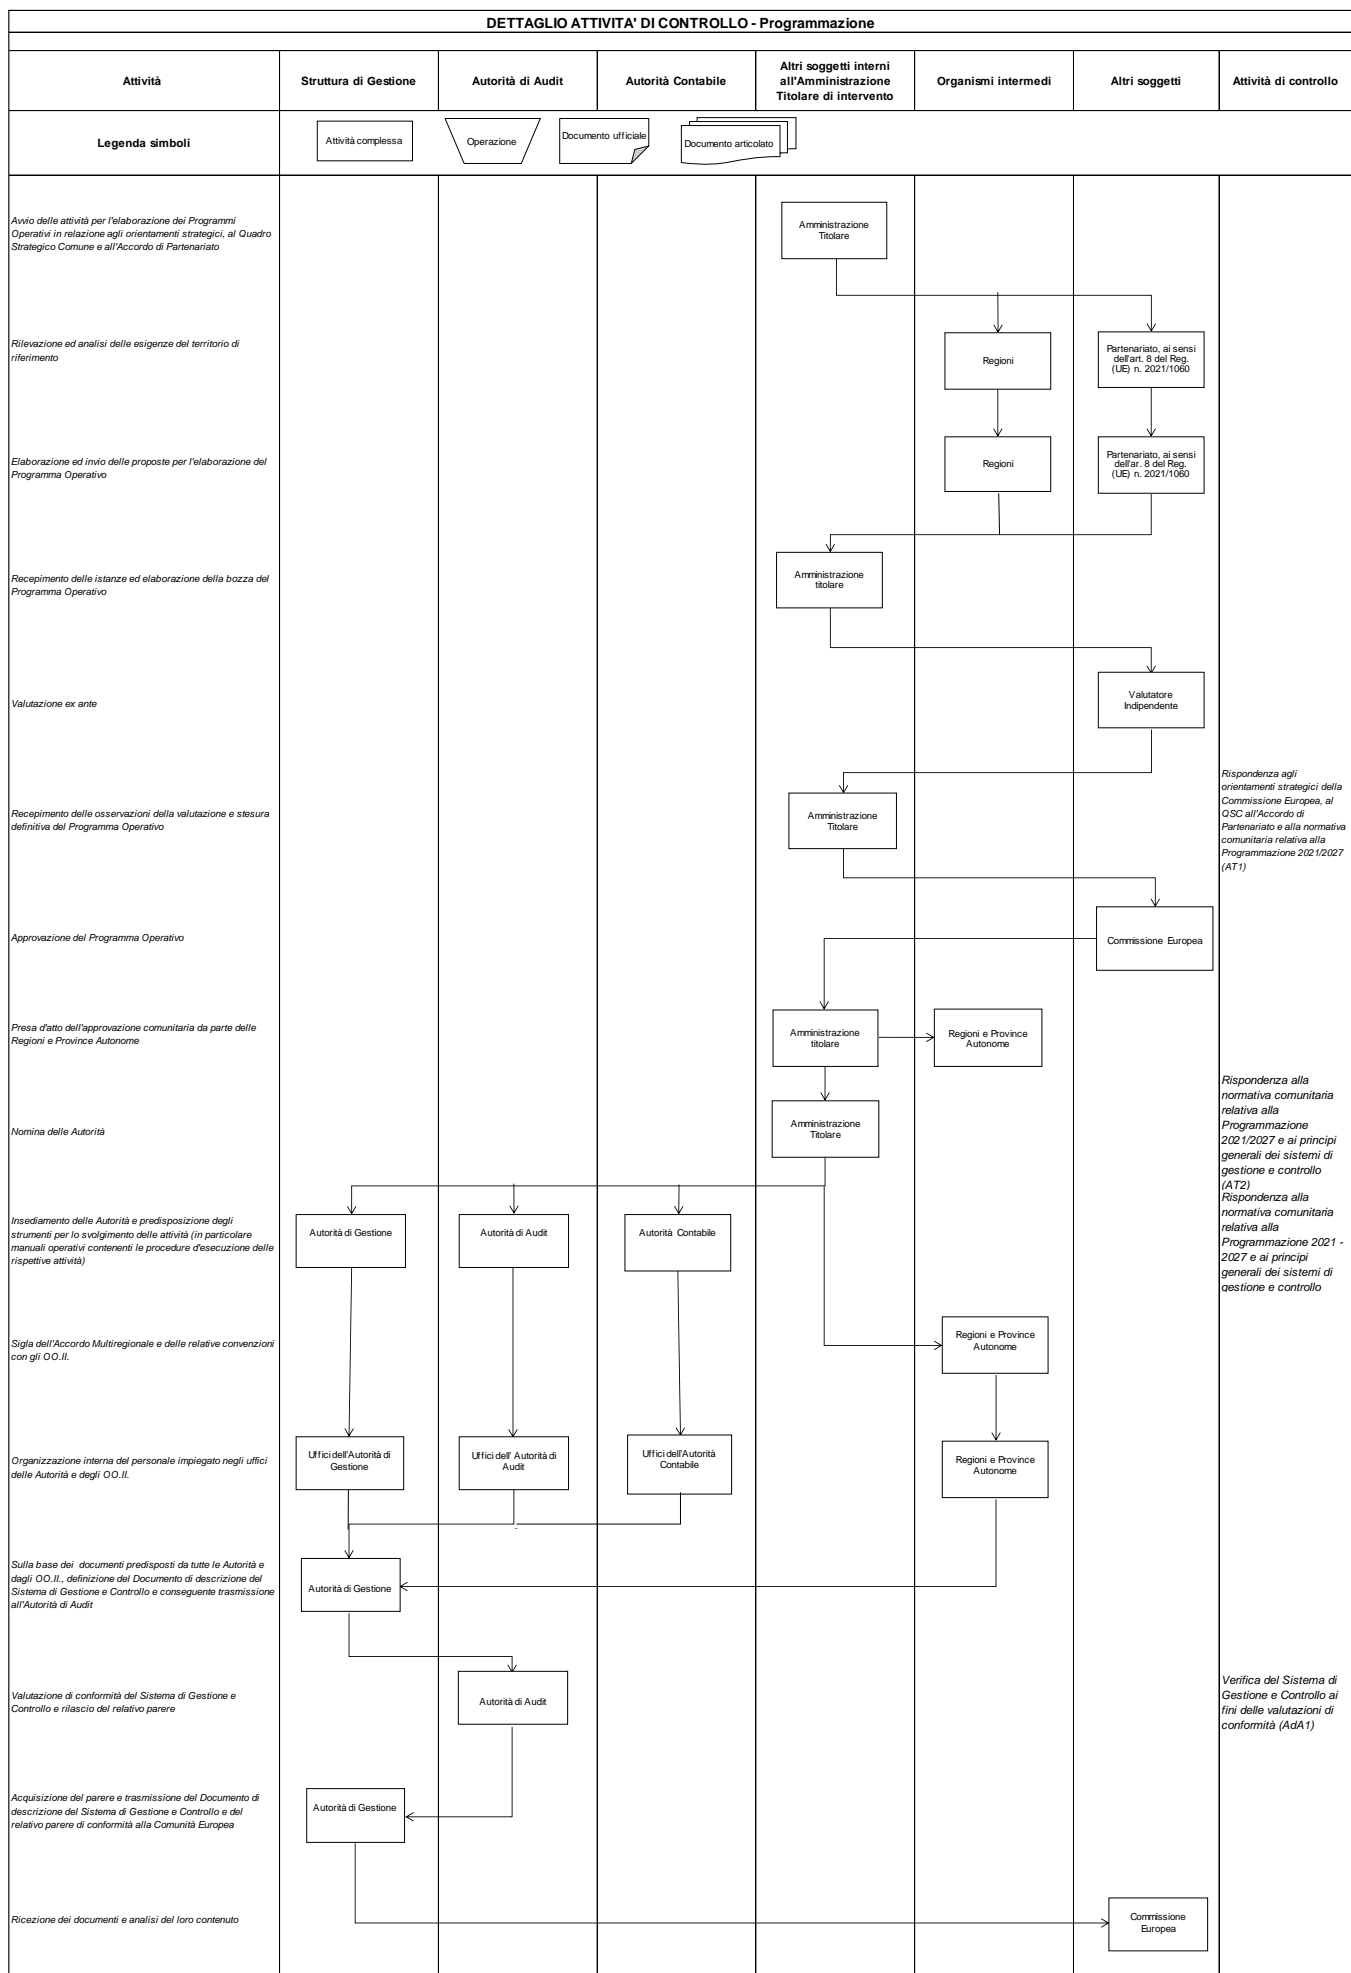 DETTAGLIO ATTIVITA' DI CONTROLLO - Programmazione
Attività
Struttura di Gestione
Autorità di Audit
Autorità Contabile
Altri soggetti interni
all'Amministrazione
Titolare di intervento
Organismi intermedi
Altri soggetti
Attività di controllo
Legenda simboli
Attività complessa
Operazione
Documento ufficiale
Documento articolato
Avvio delle attività per l'elaborazione dei Programmi
Operativi in relazione agli orientamenti strategici, al Quadro
Strategico Comune e all'Accordo di Partenariato
Amministrazione
Titolare
Rilevazione ed analisi delle esigenze del territorio di
riferimento
Regioni
Partenariato, ai sensi
dell'art. 8 del Reg.
(UE) n. 2021/1060
Elaborazione ed invio delle proposte per l'elaborazione del
Programma Operativo
Regioni
Partenariato, ai sensi
dell'ar. 8 del Reg.
(UE) n. 2021/1060
Recepimento delle istanze ed elaborazione della bozza del
Programma Operativo
Amministrazione
titolare
Valutazione ex ante
Valutatore
Indipendente
Recepimento delle osservazioni della valutazione e stesura
definitiva del Programma Operativo
Amministrazione
Titolare
Rispondenza agli
orientamenti strategici della
Commissione Europea, al
QSC all'Accordo di
Partenariato e alla normativa
comunitaria relativa alla
Programmazione 2021/2027
(AT1)
Approvazione del Programma Operativo
Commissione Europea
Presa d'atto dell'approvazione comunitaria da parte delle
Regioni e Province Autonome
Amministrazione
titolare
Regioni e Province
Autonome
Nomina delle Autorità
Amministrazione
Titolare
Rispondenza alla
normativa comunitaria
relativa alla
Programmazione
2021/2027 e ai principi
generali dei sistemi di
gestione e controllo
(AT2)
Insediamento delle Autorità e predisposizione degli
strumenti per lo svolgimento delle attività (in particolare
manuali operativi contenenti le procedure d'esecuzione delle
rispettive attività)
Autorità di Gestione
Autorità di Audit
Autorità Contabile
Rispondenza alla
normativa comunitaria
relativa alla
Programmazione 2021 -
2027 e ai principi
generali dei sistemi di
gestione e controllo
Sigla dell'Accordo Multiregionale e delle relative convenzioni
con gli OO.II.
Regioni e Province
Autonome
Organizzazione interna del personale impiegato negli uffici
delle Autorità e degli OO.II.
Uffici dell'Autorità di
Gestione
Uffici dell' Autorità di
Audit
Uffici dell'Autorità
Contabile
Regioni e Province
Autonome
Sulla base dei documenti predisposti da tutte le Autorità e
dagli OO.II., definizione del Documento di descrizione del
Sistema di Gestione e Controllo e conseguente trasmissione
all'Autorità di Audit
Autorità di Gestione
Valutazione di conformità del Sistema di Gestione e
Controllo e rilascio del relativo parere
Autorità di Audit
Verifica del Sistema di
Gestione e Controllo ai
fini delle valutazioni di
conformità (AdA1)
Acquisizione del parere e trasmissione del Documento di
descrizione del Sistema di Gestione e Controllo e del
relativo parere di conformità alla Comunità Europea
Autorità di Gestione
Ricezione dei documenti e analisi del loro contenuto
Commissione
Europea